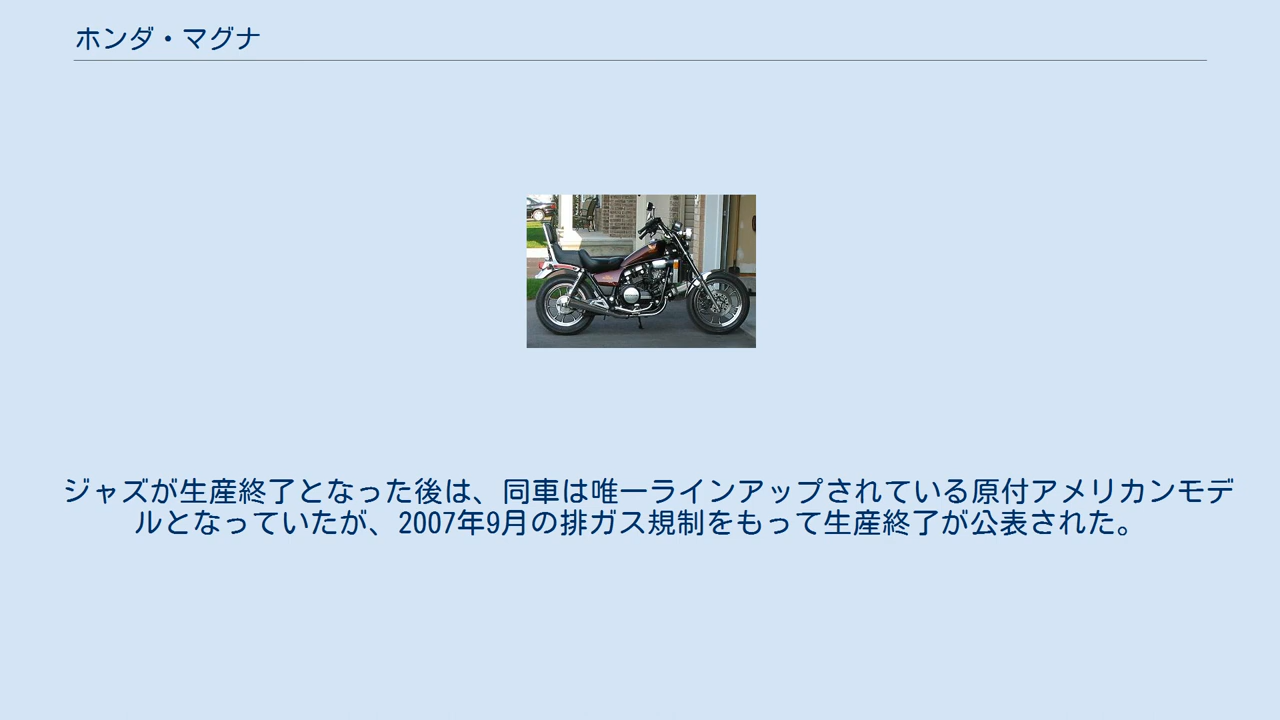 ホンダ・マグナ
ジャズが生産終了となった後は、同車は唯一ラインアップされている原付アメリカンモデ
ルとなっていたが、2007年9月の排ガス規制をもって生産終了が公表された。